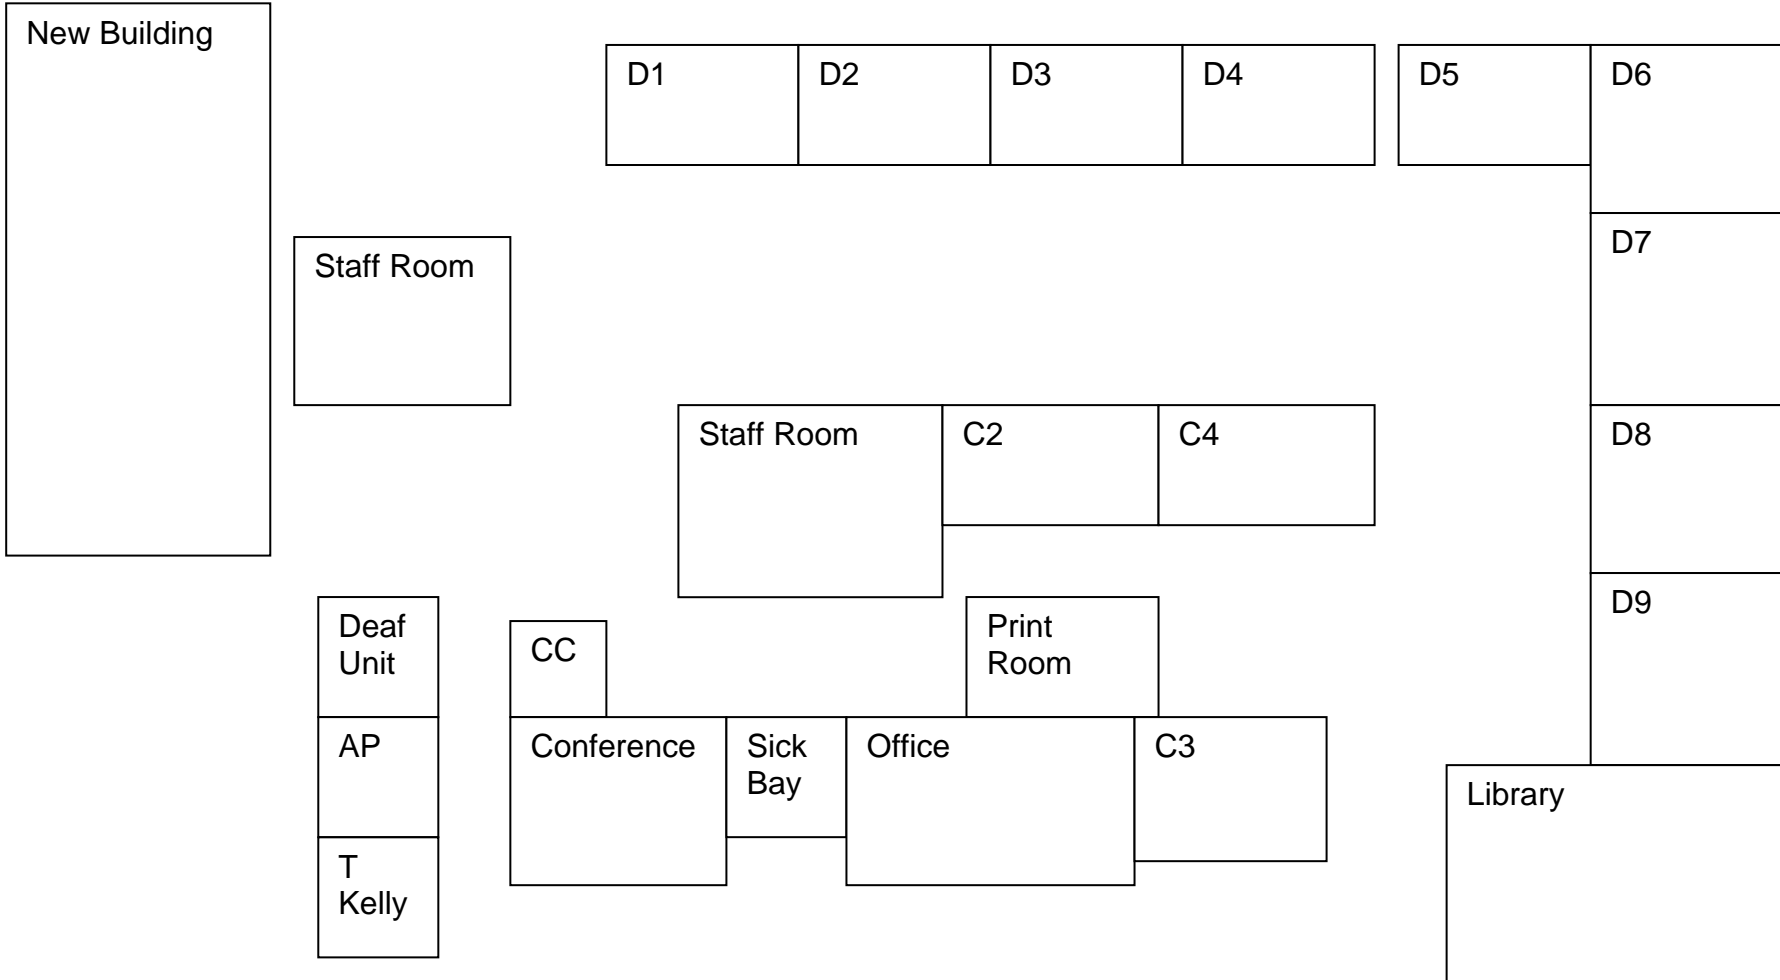 New Building
D1
D2
D3
D4
D5
D6
Staff Room
D7
Staff Room
C2
C4
D8
Deaf
Unit
CC
Print
Room
D9
AP
Conference
Sick
Bay
Office
C3
Library
T
Kelly